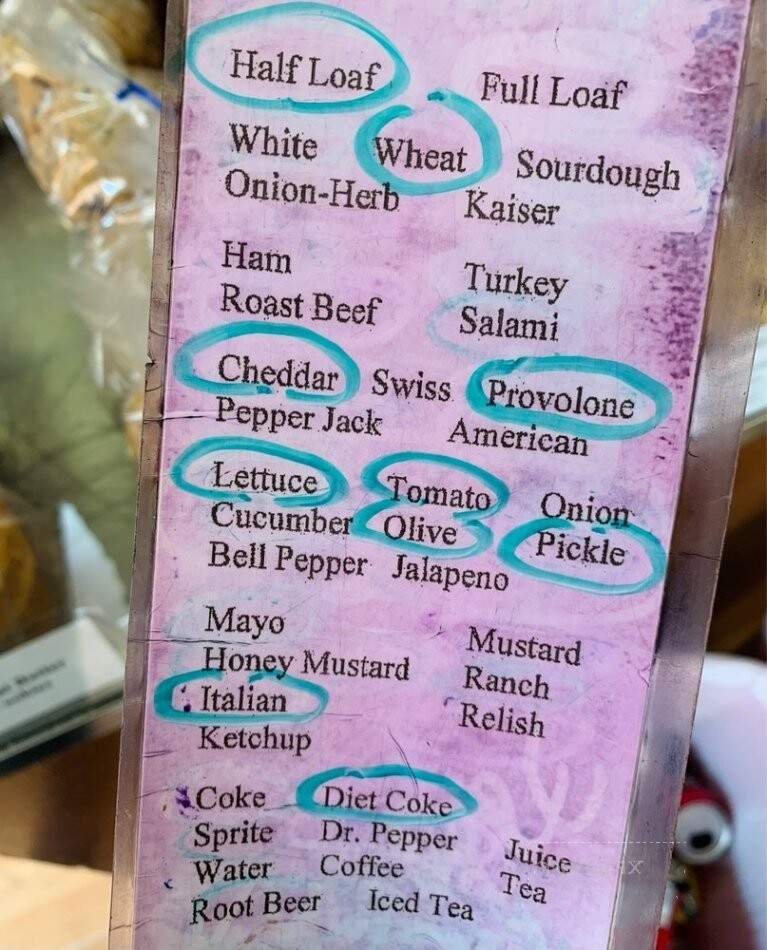 Half Loaf Full Loaf
White Wheat Sourdough
Onion-Herb Kaiser
Ham Turkey
Roast Beef Salami
Cheddar Swiss Provolone
Pepper Jack American
Lettuce Tomato Onion
Cucumber Olive Pickle
Bell Pepper Jalapeno
Mayo Mustard
Honey Mustard Ranch
Italian Relish
Ketchup
Coke Diet Coke
Sprite Dr. Pepper Juice
Water Coffee Tea
Root Beer Iced Tea